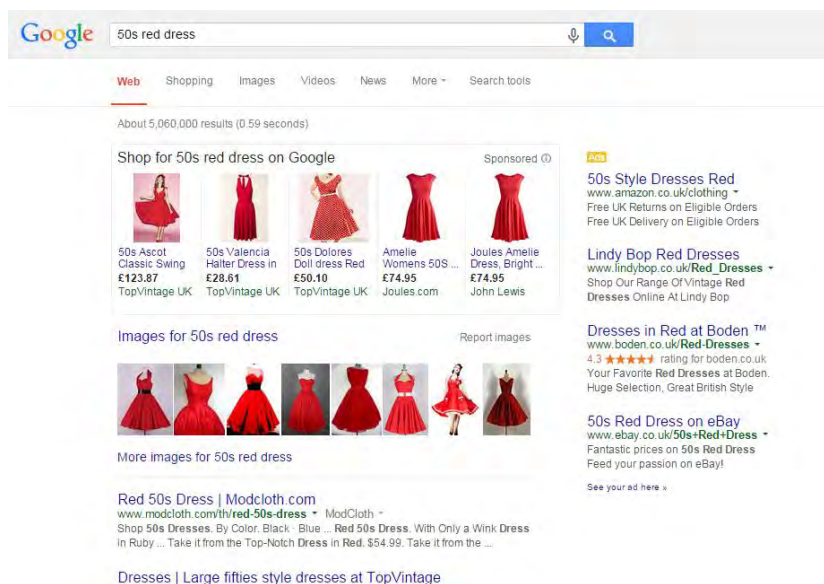 Google
50s red dress
Web Shopping Images Videos News More Search tools
About 5,060,000 results (0.59 seconds)
Shop for 50s red dress on Google
Sponsored
50s Ascot
Classic Swing
£123.87
TopVintage UK
50s Valencia
Halter Dress in
£28.61
TopVintage UK
50s Dolores
Doll dress Red
£50.10
TopVintage UK
Amelie
Womens 50S ...
£74.95
Joules.com
Joules Amelie
Dress, Bright ...
£74.95
John Lewis
Images for 50s red dress
Report images
More images for 50s red dress
Red 50s Dress | Modcloth.com
www.modcloth.com/th/red-50s-dress ModCloth
Shop 50s Dresses. By Color. Black · Blue ... Red 50s Dress. With Only a Wink Dress
in Ruby ... Take it from the Top-Notch Dress in Red. $54.99. Take it from the ...
Dresses | Large fifties style dresses at TopVintage
Ads
50s Style Dresses Red
www.amazon.co.uk/clothing
Free UK Returns on Eligible Orders
Free UK Delivery on Eligible Orders
Lindy Bop Red Dresses
www.lindybop.co.uk/Red_Dresses
Shop Our Range Of Vintage Red
Dresses Online At Lindy Bop
Dresses in Red at Boden ™
www.boden.co.uk/Red-Dresses
4.3 ★★★★★ rating for boden.co.uk
Your Favorite Red Dresses at Boden.
Huge Selection, Great British Style
50s Red Dress on eBay
www.ebay.co.uk/50s+Red+Dress
Fantastic prices on 50s Red Dress
Feed your passion on eBay!
See your ad here »